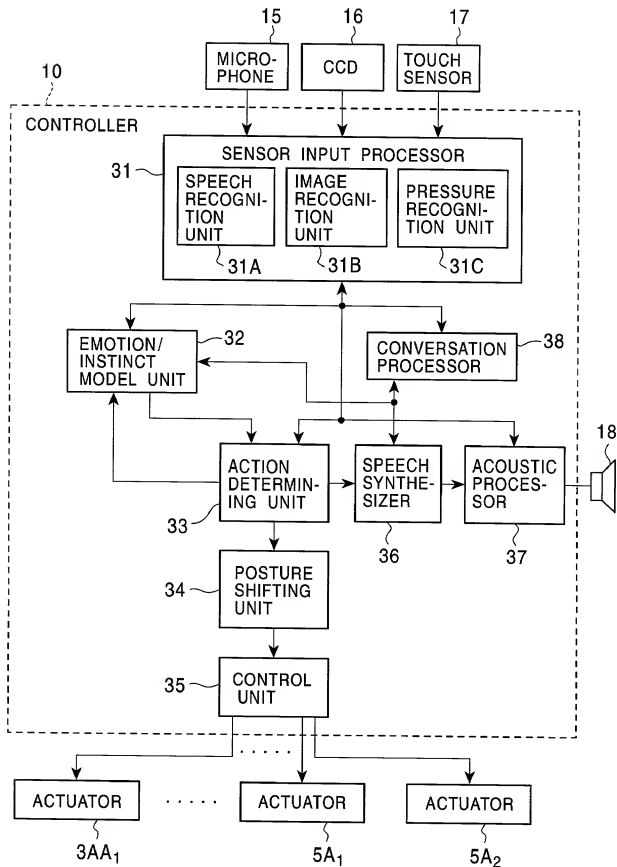 15
16
17
MICRO-
PHONE
CCD
TOUCH
SENSOR
10
CONTROLLER
31
SENSOR INPUT PROCESSOR
SPEECH
RECOGNI-
TION
UNIT
IMAGE
RECOGNI-
TION
UNIT
PRESSURE
RECOGNI-
TION UNIT
31A
31B
31C
32
EMOTION/
INSTINCT
MODEL UNIT
38
CONVERSATION
PROCESSOR
18
ACTION
DETERMIN-
ING UNIT
33
SPEECH
SYNTHE-
SIZER
36
ACOUSTIC
PROCES-
SOR
37
34
POSTURE
SHIFTING
UNIT
35
CONTROL
UNIT
. . . . .
ACTUATOR
. . . . .
ACTUATOR
ACTUATOR
3AA₁
5A₁
5A₂